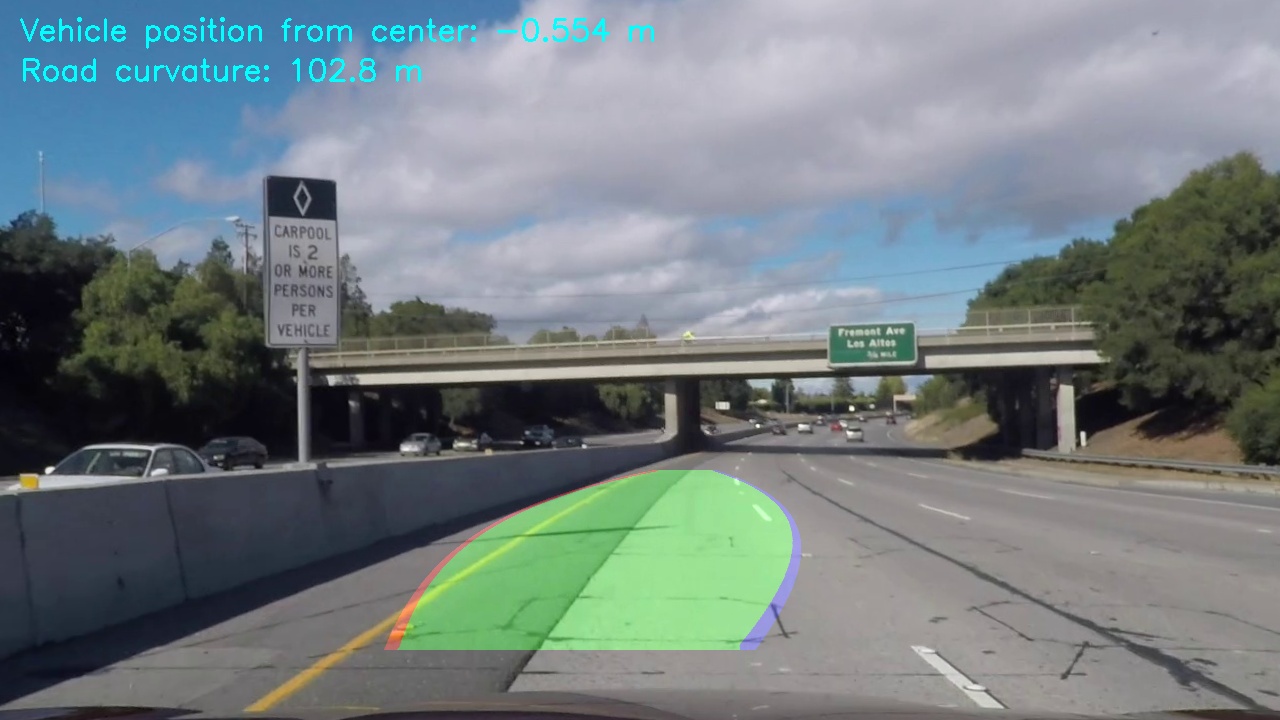 Vehicle position from center: -0.554 m
Road curvature: 102.8 m
CARPOOL
IS 2
OR MORE
PERSONS
PER
VEHICLE
Fremont Ave
Los Altos
MILE